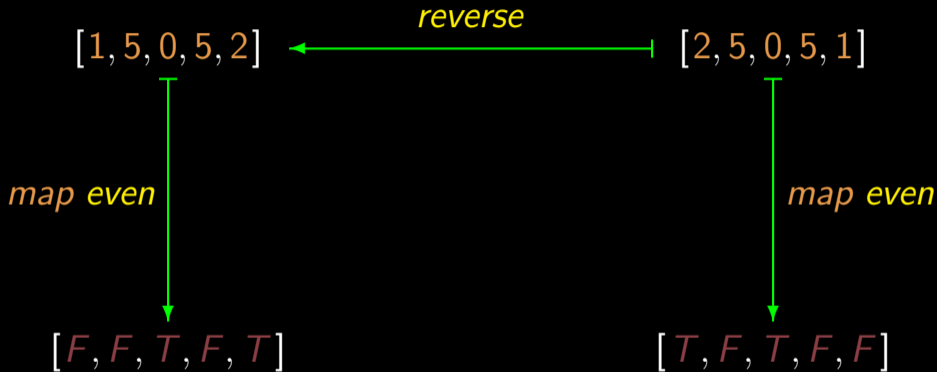 reverse
[1, 5, 0, 5, 2] [2, 5, 0, 5, 1]
map even map even
[F, F, T, F, T] [T, F, T, F, F]